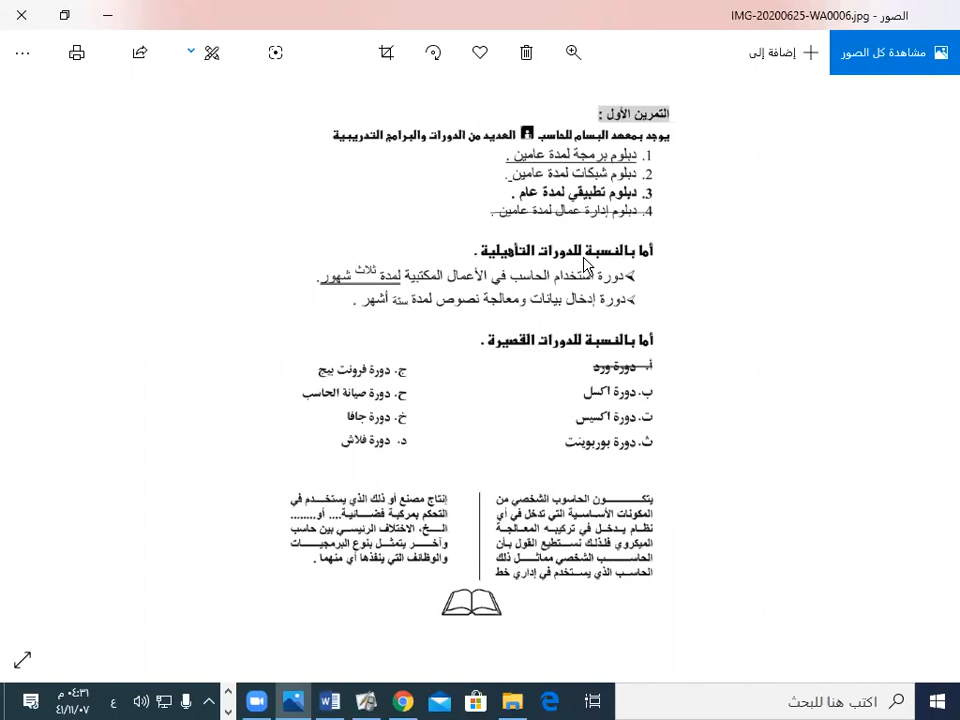 الصور - IMG-20200625-WA0006.jpg
مشاهدة كل الصور
إضافة إلى
التمرين الأول :
يوجد بمعهد البسام للحاسب العديد من الدورات والبرامج التدريبية
1. دبلوم برمجة لمدة عامين .
2. دبلوم شبكات لمدة عامين .
3. دبلوم تطبيقي لمدة عام .
4. دبلوم إدارة عمال لمدة عامين .
أما بالنسبة للدورات التأهيلية .
دورة استخدام الحاسب في الأعمال المكتبية لمدة ثلاث شهور .
دورة إدخال بيانات ومعالجة نصوص لمدة ستة أشهر .
أما بالنسبة للدورات القصيرة .
أ. دورة ورد
ب. دورة اكسل
ت. دورة اكسيس
ث. دورة بوربوينت
ج. دورة فرونت بيج
ح. دورة صيانة الحاسب
خ. دورة جافا
د. دورة فلاش
يتكـــون الحاسوب الشخصي من
المكونات الأساسية التي تدخل في أي
نظام يدخل في تركيبه المعالجة
الميكروي فلذلك نستطيع القول بأن
الحاسب الشخصي مماثل ذلك
الحاسب الذي يستخدم في إداري خط
إنتاج مصنع أو ذلك الذي يستخدم في
التحكم بمركبة فضائية.... أو........
الخ، الاختلاف الرئيسي بين حاسب
وآخر يتمثل بنوع البرمجيات
والوظائف التي ينفذها أي منهما .
اكتب هنا للبحث
ع
٠٤:٣١ م
٤١/١١/٠٧